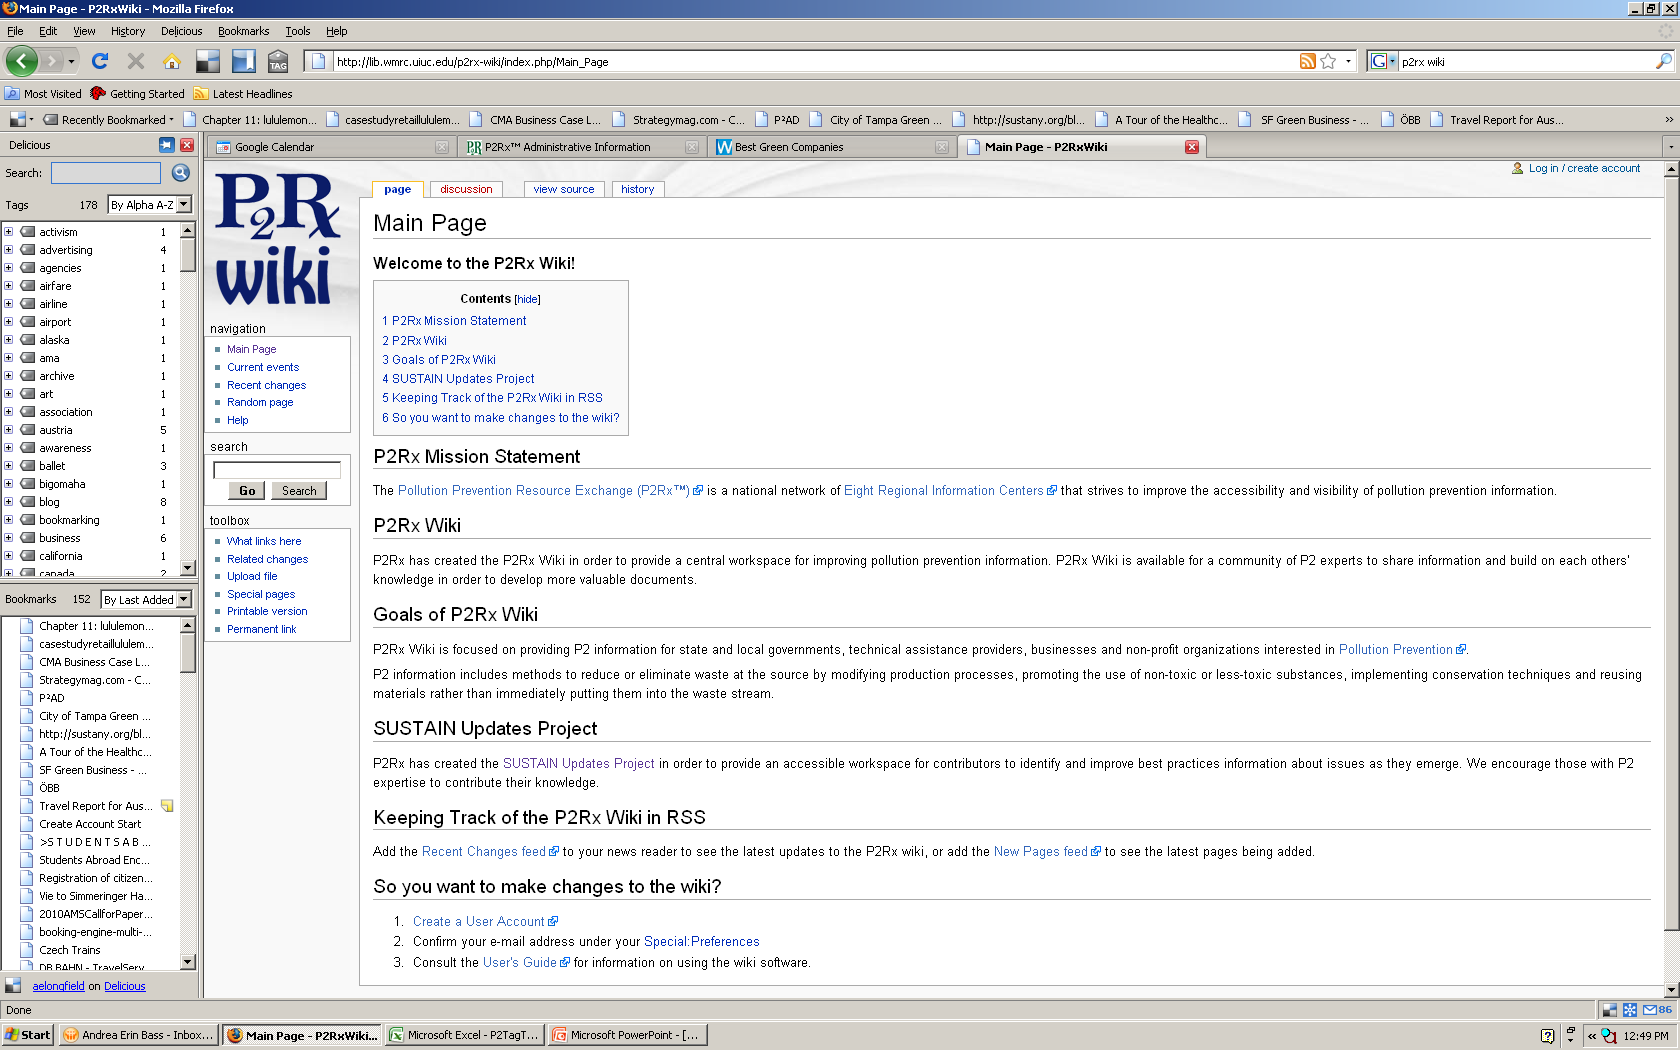 Main Page - P2RxWiki - Mozilla Firefox
File Edit View History Delicious Bookmarks Tools Help
TAG
http://lib.wmrc.uiuc.edu/p2rx-wiki/index.php/Main_Page
G p2rx wiki
Most Visited Getting Started Latest Headlines
Recently Bookmarked Chapter 11: lululemon... casestudyretaillululem... CMA Business Case L... Strategymag.com - C... P²AD City of Tampa Green ... http://sustany.org/bl... A Tour of the Healthc... SF Green Business - ... ÖBB Travel Report for Aus... »
Delicious
Search:
Tags 178 By Alpha A-Z
activism 1
advertising 4
agencies 1
airfare 1
airline 1
airport 1
alaska 1
ama 1
archive 1
art 1
association 1
austria 5
awareness 1
ballet 3
bigomaha 1
blog 8
bookmarking 1
business 6
california 1
canada 2
Bookmarks 152 By Last Added
Chapter 11: lululemon...
casestudyretaillululem...
CMA Business Case L...
Strategymag.com - C...
P²AD
City of Tampa Green ...
http://sustany.org/bl...
A Tour of the Healthc...
SF Green Business - ...
ÖBB
Travel Report for Aus...
Create Account Start
>S T U D E N T S A B ...
Students Abroad Enc...
Registration of citizen...
Vie to Simmeringer Ha...
2010AMSCallforPaper...
booking-engine-multi-...
Czech Trains
DB BAHN - TravelServ...
aelongfield on Delicious
Google Calendar P2Rx™ Administrative Information Best Green Companies Main Page - P2RxWiki
P2Rx
wiki
navigation
Main Page
Current events
Recent changes
Random page
Help
search
Go Search
toolbox
What links here
Related changes
Upload file
Special pages
Printable version
Permanent link
Log in / create account
page discussion view source history
Main Page
Welcome to the P2Rx Wiki!
Contents [hide]
1 P2Rx Mission Statement
2 P2Rx Wiki
3 Goals of P2Rx Wiki
4 SUSTAIN Updates Project
5 Keeping Track of the P2Rx Wiki in RSS
6 So you want to make changes to the wiki?
P2Rx Mission Statement
The Pollution Prevention Resource Exchange (P2Rx™) is a national network of Eight Regional Information Centers that strives to improve the accessibility and visibility of pollution prevention information.
P2Rx Wiki
P2Rx has created the P2Rx Wiki in order to provide a central workspace for improving pollution prevention information. P2Rx Wiki is available for a community of P2 experts to share information and build on each others'
knowledge in order to develop more valuable documents.
Goals of P2Rx Wiki
P2Rx Wiki is focused on providing P2 information for state and local governments, technical assistance providers, businesses and non-profit organizations interested in Pollution Prevention.
P2 information includes methods to reduce or eliminate waste at the source by modifying production processes, promoting the use of non-toxic or less-toxic substances, implementing conservation techniques and reusing
materials rather than immediately putting them into the waste stream.
SUSTAIN Updates Project
P2Rx has created the SUSTAIN Updates Project in order to provide an accessible workspace for contributors to identify and improve best practices information about issues as they emerge. We encourage those with P2
expertise to contribute their knowledge.
Keeping Track of the P2Rx Wiki in RSS
Add the Recent Changes feed to your news reader to see the latest updates to the P2Rx wiki, or add the New Pages feed to see the latest pages being added.
So you want to make changes to the wiki?
1. Create a User Account
2. Confirm your e-mail address under your Special:Preferences
3. Consult the User's Guide for information on using the wiki software.
Done 86
Start Andrea Erin Bass - Inbox... Main Page - P2RxWiki... Microsoft Excel - P2TagT... Microsoft PowerPoint - [... « 12:49 PM